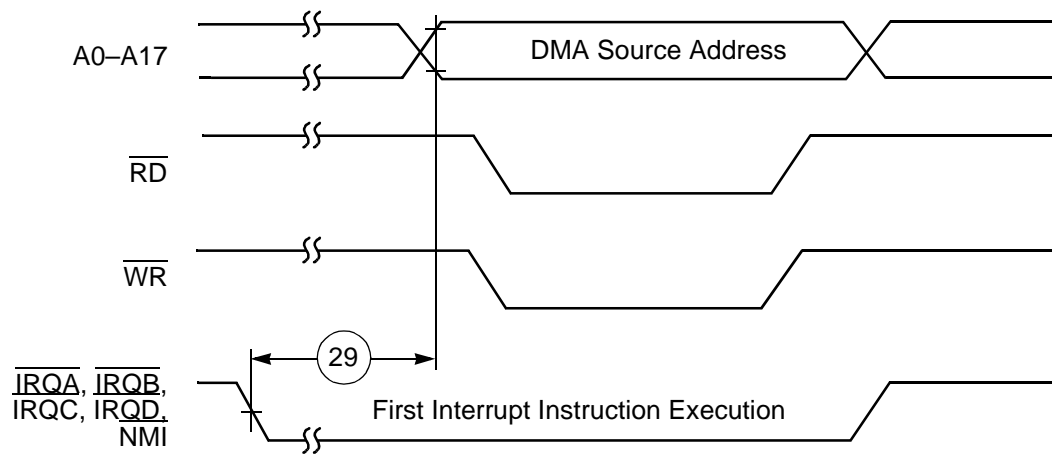 A0–A17
DMA Source Address
RD
WR
29
IRQA, IRQB,
IRQC, IRQD,
NMI
First Interrupt Instruction Execution